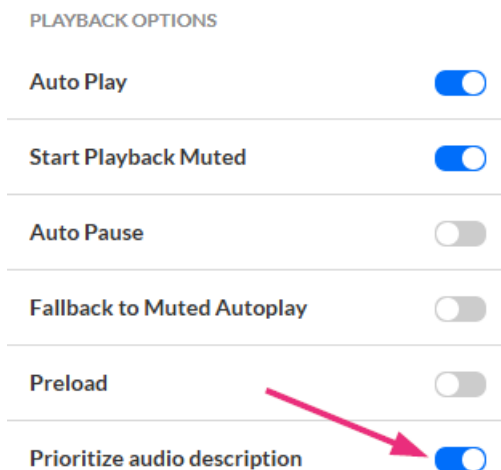 PLAYBACK OPTIONS
Auto Play
Start Playback Muted
Auto Pause
Fallback to Muted Autoplay
Preload
Prioritize audio description